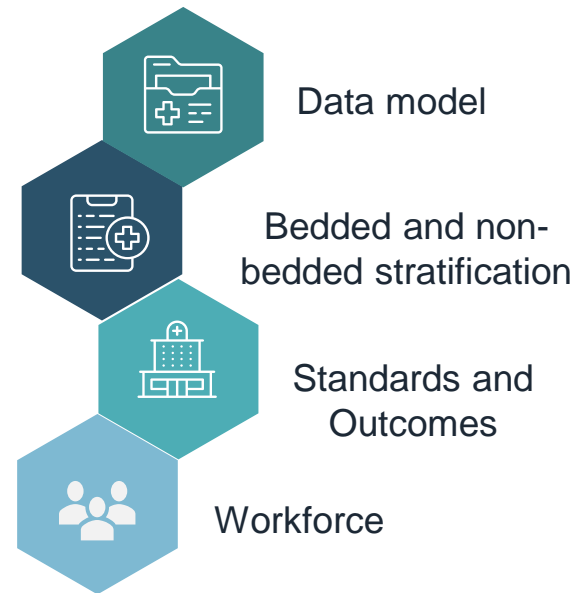 Data model
Bedded and non-
bedded stratification
Standards and
Outcomes
Workforce